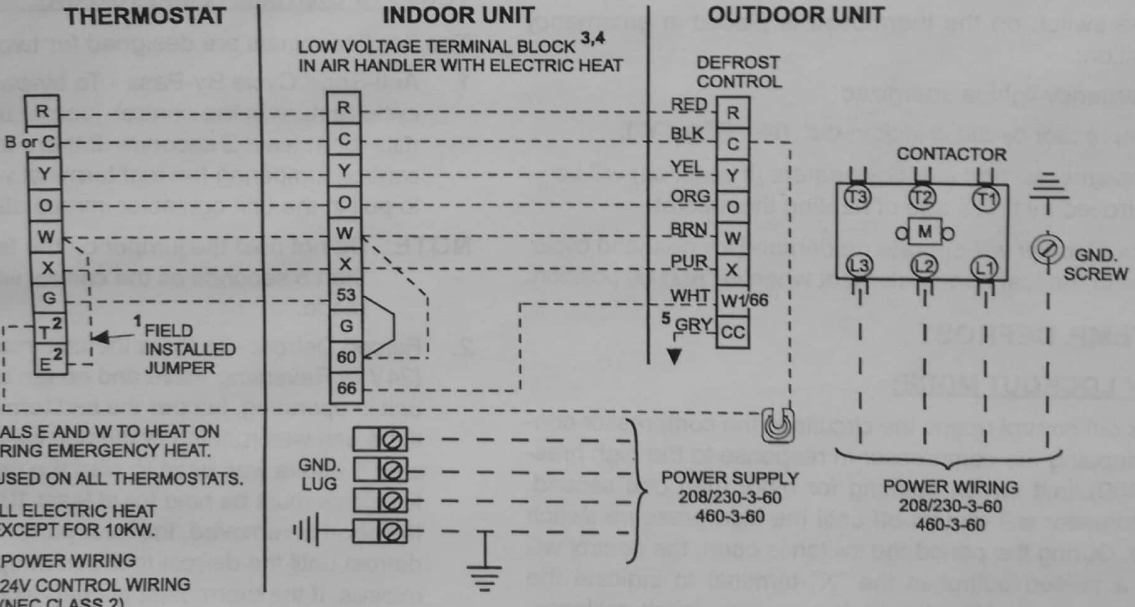 THERMOSTAT
INDOOR UNIT
OUTDOOR UNIT
LOW VOLTAGE TERMINAL BLOCK 3,4
IN AIR HANDLER WITH ELECTRIC HEAT
DEFROST
CONTROL
R
B or C
Y
O
W
X
G
T 2
E 2
1 FIELD
INSTALLED
JUMPER
R
C
Y
O
W
X
53
G
60
66
RED R
BLK C
YEL Y
ORG O
BRN W
PUR X
WHT W1/66
5 GRY CC
CONTACTOR
T3 T2 T1
M
L3 L2 L1
GND.
SCREW
ALS E AND W TO HEAT ON
RING EMERGENCY HEAT.
USED ON ALL THERMOSTATS.
LL ELECTRIC HEAT
XCEPT FOR 10KW.
POWER WIRING
24V CONTROL WIRING
(NEC CLASS 2)
GND.
LUG
POWER SUPPLY
208/230-3-60
460-3-60
POWER WIRING
208/230-3-60
460-3-60